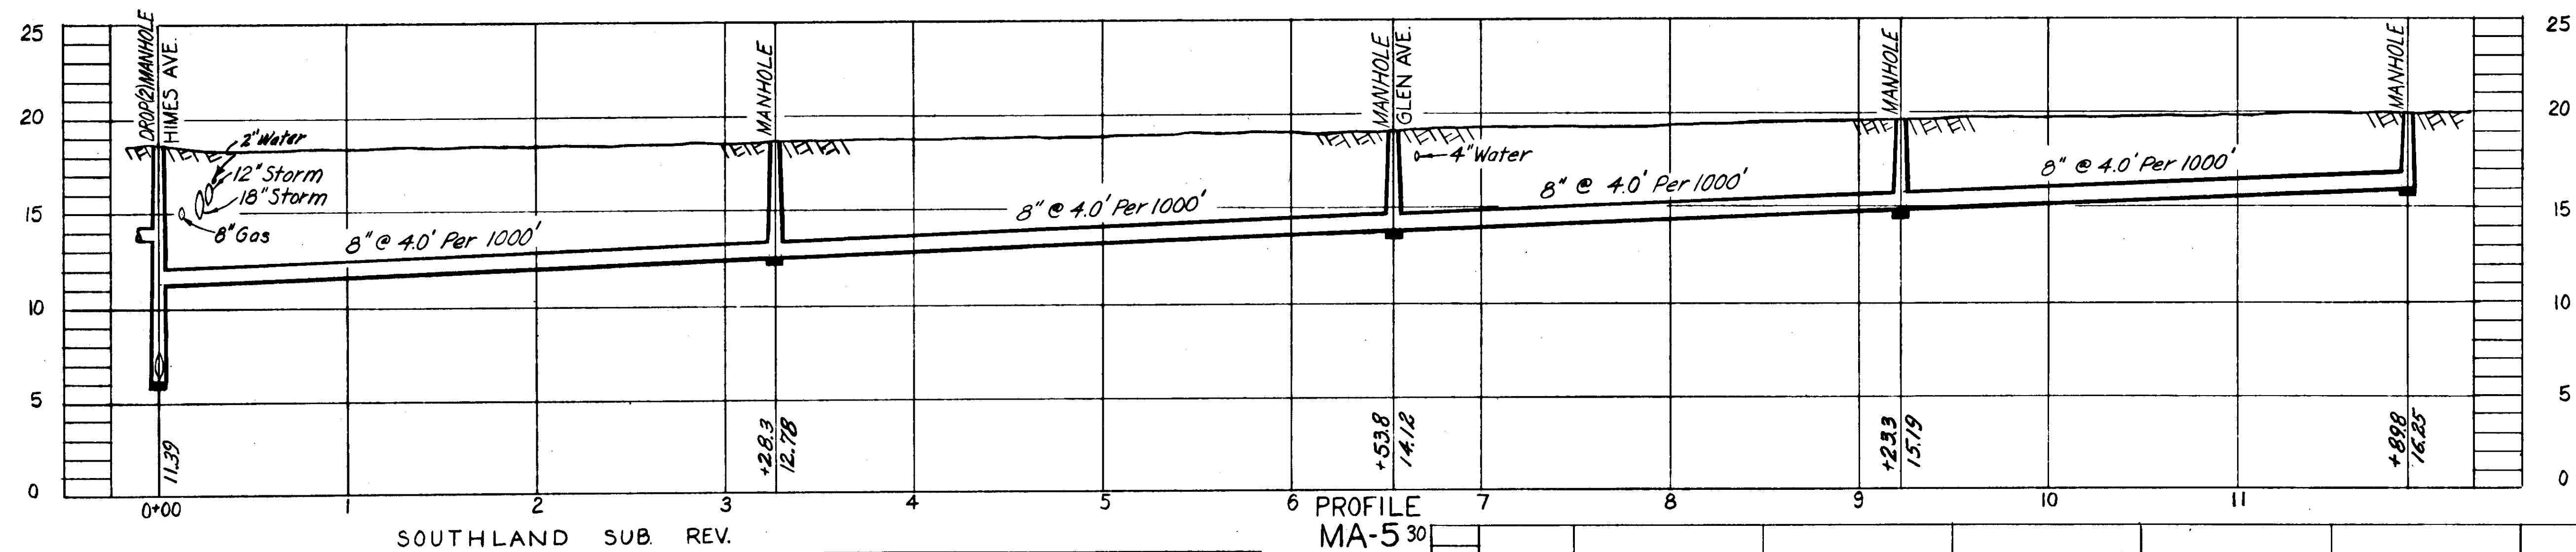 25
20
15
10
5
0
DROP(2)MANHOLE
HIMES AVE.
2" Water
12" Storm
18" Storm
8" Gas
8" @ 4.0' Per 1000'
11.39
MANHOLE
+28.3
12.78
8" @ 4.0' Per 1000'
MANHOLE
GLEN AVE.
4" Water
+53.8
14.12
8" @ 4.0' Per 1000'
MANHOLE
+23.3
15.19
8" @ 4.0' Per 1000'
MANHOLE
+89.8
16.25
25
20
15
10
5
0
0+00 1 2 3 4 5 6 7 8 9 10 11
PROFILE
MA-5
30
SOUTHLAND SUB. REV.